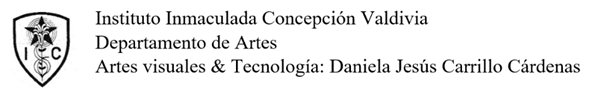 I C
Instituto Inmaculada Concepción Valdivia
Departamento de Artes
Artes visuales & Tecnología: Daniela Jesús Carrillo Cárdenas